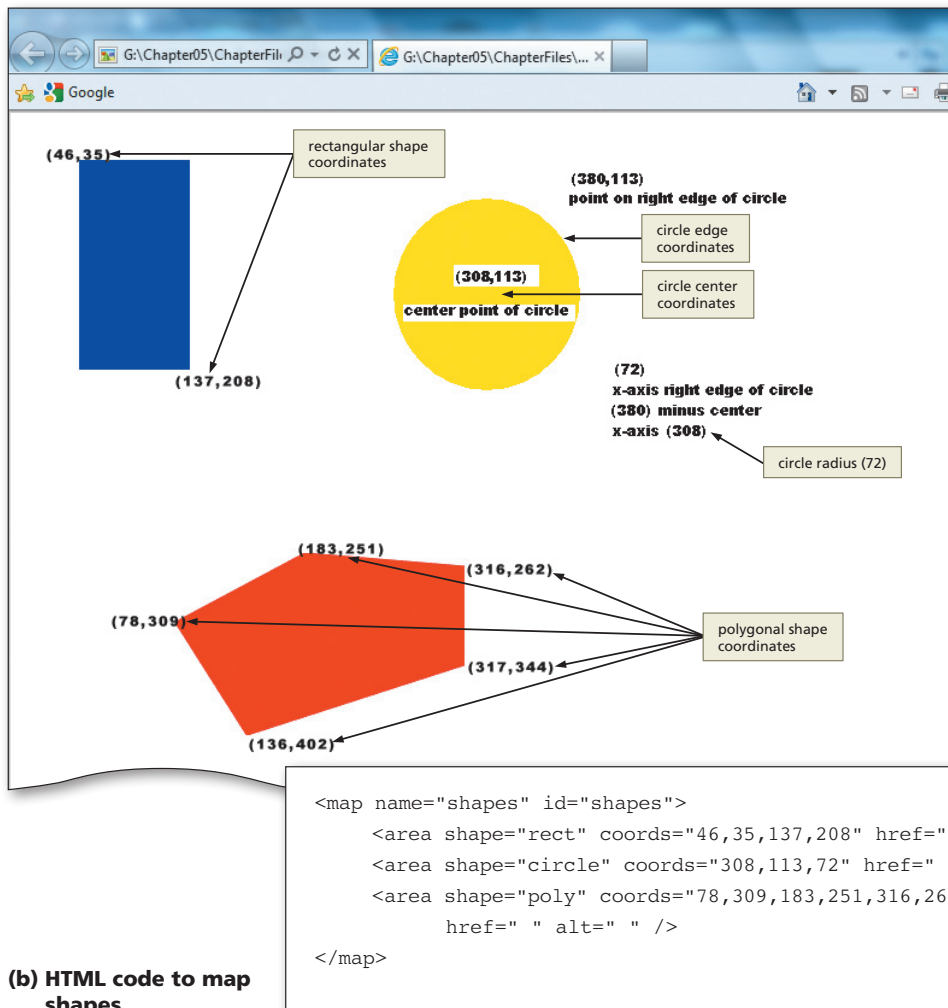 G:\Chapter05\ChapterFil
G:\Chapter05\ChapterFiles\...
Google
(46,35)
rectangular shape
coordinates
(137,208)
(380,113)
point on right edge of circle
circle edge
coordinates
(308,113)
center point of circle
circle center
coordinates
(72)
x-axis right edge of circle
(380) minus center
x-axis (308)
circle radius (72)
(183,251)
(316,262)
(78,309)
polygonal shape
coordinates
(317,344)
(136,402)
<map name="shapes" id="shapes">
<area shape="rect" coords="46,35,137,208" href="
<area shape="circle" coords="308,113,72" href="
<area shape="poly" coords="78,309,183,251,316,26
href=" " alt=" " />
</map>
(b) HTML code to map
shapes